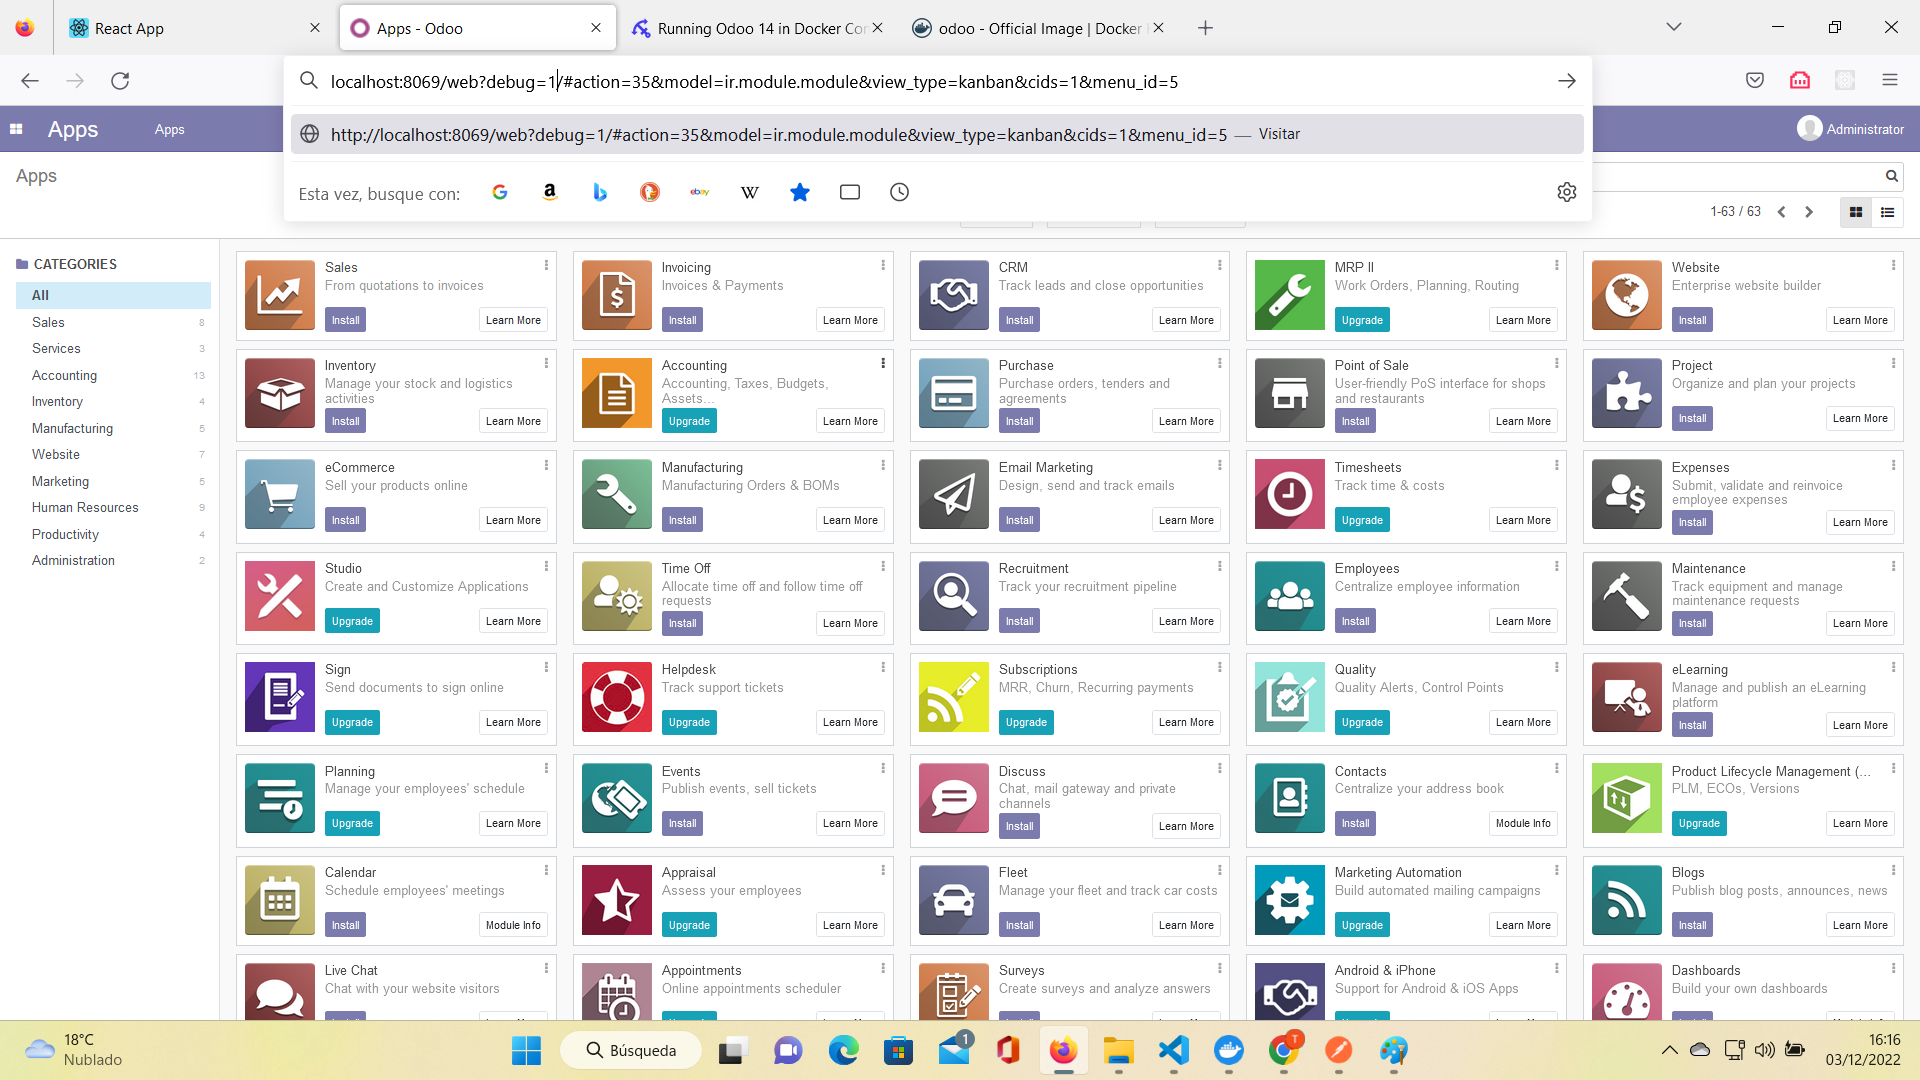 React App
Apps - Odoo
Running Odoo 14 in Docker Con
odoo - Official Image | Docker
localhost:8069/web?debug=1/#action=35&model=ir.module.module&view_type=kanban&cids=1&menu_id=5
http://localhost:8069/web?debug=1/#action=35&model=ir.module.module&view_type=kanban&cids=1&menu_id=5 — Visitar
Esta vez, busque con:
Apps
Apps
Administrator
Apps
1-63 / 63
CATEGORIES
All
Sales 8
Services 3
Accounting 13
Inventory 4
Manufacturing 5
Website 7
Marketing 5
Human Resources 9
Productivity 4
Administration 2
Sales
From quotations to invoices
Install Learn More
Invoicing
Invoices & Payments
Install Learn More
CRM
Track leads and close opportunities
Install Learn More
MRP II
Work Orders, Planning, Routing
Upgrade Learn More
Website
Enterprise website builder
Install Learn More
Inventory
Manage your stock and logistics
activities
Install Learn More
Accounting
Accounting, Taxes, Budgets,
Assets...
Upgrade Learn More
Purchase
Purchase orders, tenders and
agreements
Install Learn More
Point of Sale
User-friendly PoS interface for shops
and restaurants
Install Learn More
Project
Organize and plan your projects
Install Learn More
eCommerce
Sell your products online
Install Learn More
Manufacturing
Manufacturing Orders & BOMs
Install Learn More
Email Marketing
Design, send and track emails
Install Learn More
Timesheets
Track time & costs
Upgrade Learn More
Expenses
Submit, validate and reinvoice
employee expenses
Install Learn More
Studio
Create and Customize Applications
Upgrade Learn More
Time Off
Allocate time off and follow time off
requests
Install Learn More
Recruitment
Track your recruitment pipeline
Install Learn More
Employees
Centralize employee information
Install Learn More
Maintenance
Track equipment and manage
maintenance requests
Install Learn More
Sign
Send documents to sign online
Upgrade Learn More
Helpdesk
Track support tickets
Upgrade Learn More
Subscriptions
MRR, Churn, Recurring payments
Upgrade Learn More
Quality
Quality Alerts, Control Points
Upgrade Learn More
eLearning
Manage and publish an eLearning
platform
Install Learn More
Planning
Manage your employees' schedule
Upgrade Learn More
Events
Publish events, sell tickets
Install Learn More
Discuss
Chat, mail gateway and private
channels
Install Learn More
Contacts
Centralize your address book
Install Module Info
Product Lifecycle Management (...
PLM, ECOs, Versions
Upgrade Learn More
Calendar
Schedule employees' meetings
Install Module Info
Appraisal
Assess your employees
Upgrade Learn More
Fleet
Manage your fleet and track car costs
Install Learn More
Marketing Automation
Build automated mailing campaigns
Upgrade Learn More
Blogs
Publish blog posts, announces, news
Install Learn More
Live Chat
Chat with your website visitors
Appointments
Online appointments scheduler
Surveys
Create surveys and analyze answers
Android & iPhone
Support for Android & iOS Apps
Dashboards
Build your own dashboards
18°C
Nublado
Búsqueda
1
T
16:16
03/12/2022